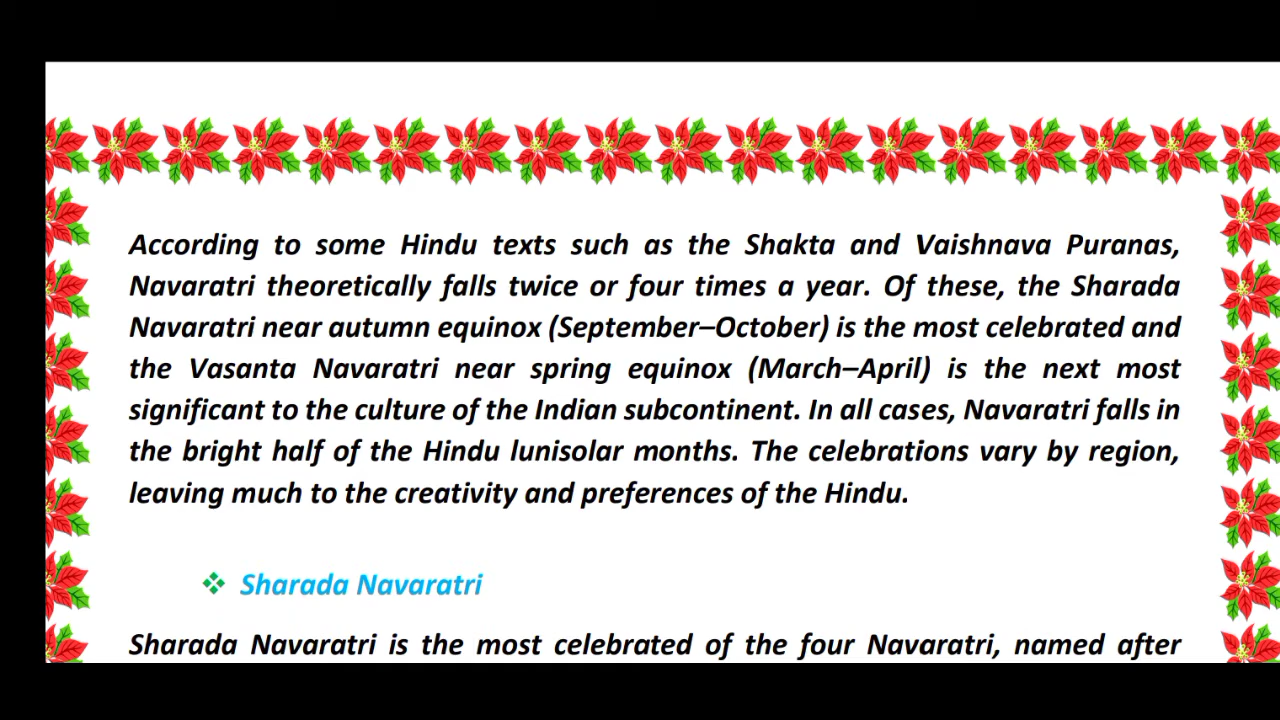 According to some Hindu texts such as the Shakta and Vaishnava Puranas,
Navaratri theoretically falls twice or four times a year. Of these, the Sharada
Navaratri near autumn equinox (September–October) is the most celebrated and
the Vasanta Navaratri near spring equinox (March–April) is the next most
significant to the culture of the Indian subcontinent. In all cases, Navaratri falls in
the bright half of the Hindu lunisolar months. The celebrations vary by region,
leaving much to the creativity and preferences of the Hindu.
❖ Sharada Navaratri
Sharada Navaratri is the most celebrated of the four Navaratri, named after